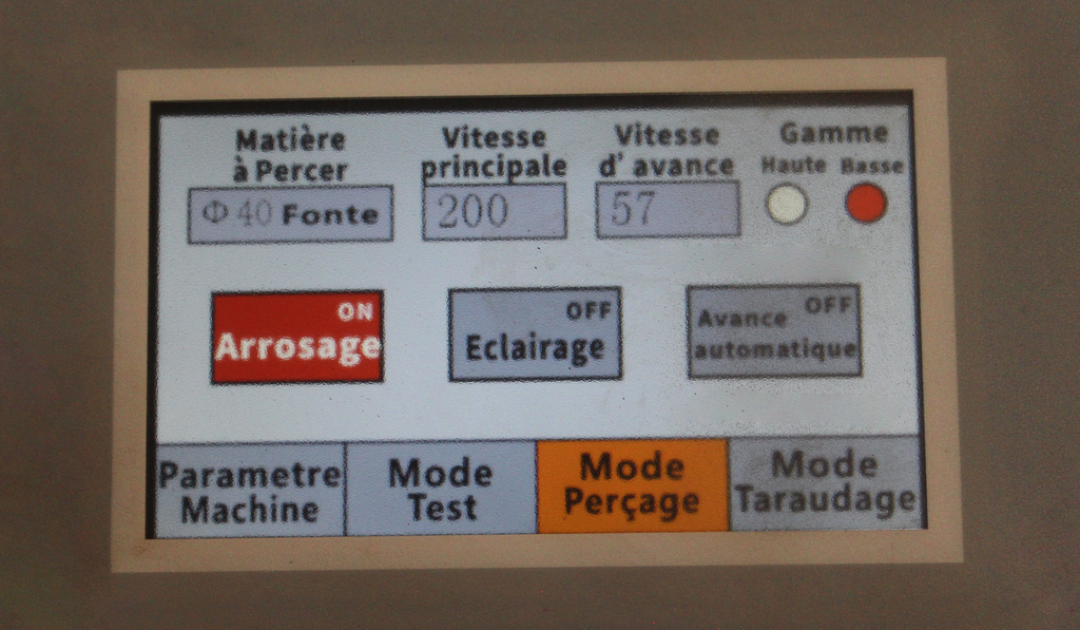 Matière
à Percer
Vitesse
principale
Vitesse
d' avance
Gamme
Haute Basse
Φ 40 Fonte
200
57
ON
Arrosage
OFF
Eclairage
OFF
Avance
automatique
Parametre
Machine
Mode
Test
Mode
Perçage
Mode
Taraudage